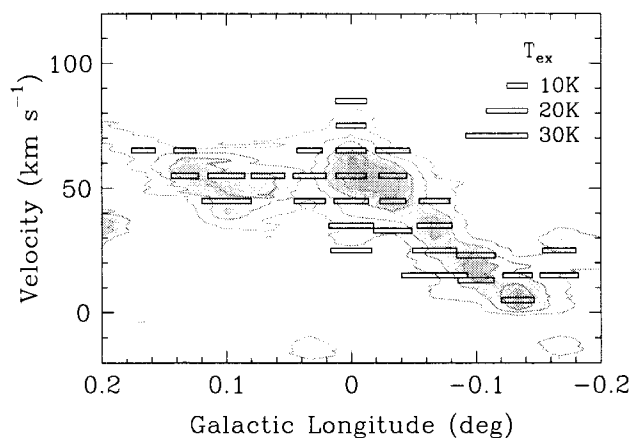 T_ex
10K
20K
30K
100
50
0
Velocity (km s⁻¹)
0.2 0.1 0 −0.1 −0.2
Galactic Longitude (deg)